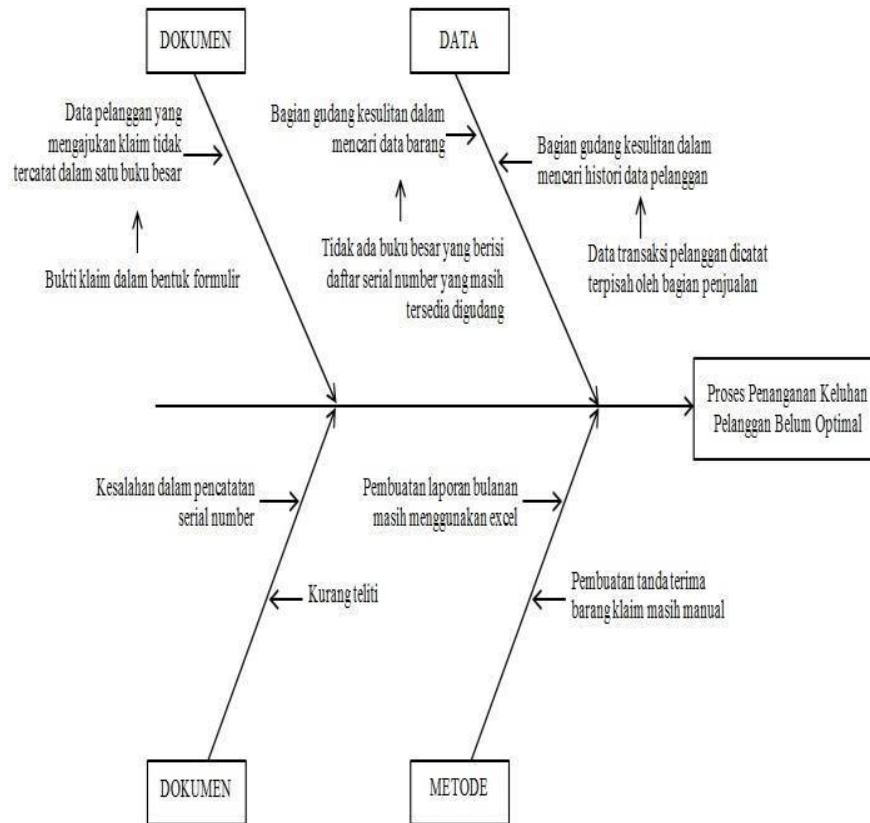 DOKUMEN
DATA
Data pelanggan yang
mengajukan klaim tidak
tercatat dalam satu buku besar
Bukti klaim dalam bentuk formulir
Bagian gudang kesulitan dalam
mencari data barang
Tidak ada buku besar yang berisi
daftar serial number yang masih
tersedia digudang
Bagian gudang kesulitan dalam
mencari histori data pelanggan
Data transaksi pelanggan dicatat
terpisah oleh bagian penjualan
Proses Penanganan Keluhan
Pelanggan Belum Optimal
Kesalahan dalam pencatatan
serial number
Kurang teliti
Pembuatan laporan bulanan
masih menggunakan excel
Pembuatan tanda terima
barang klaim masih manual
DOKUMEN
METODE